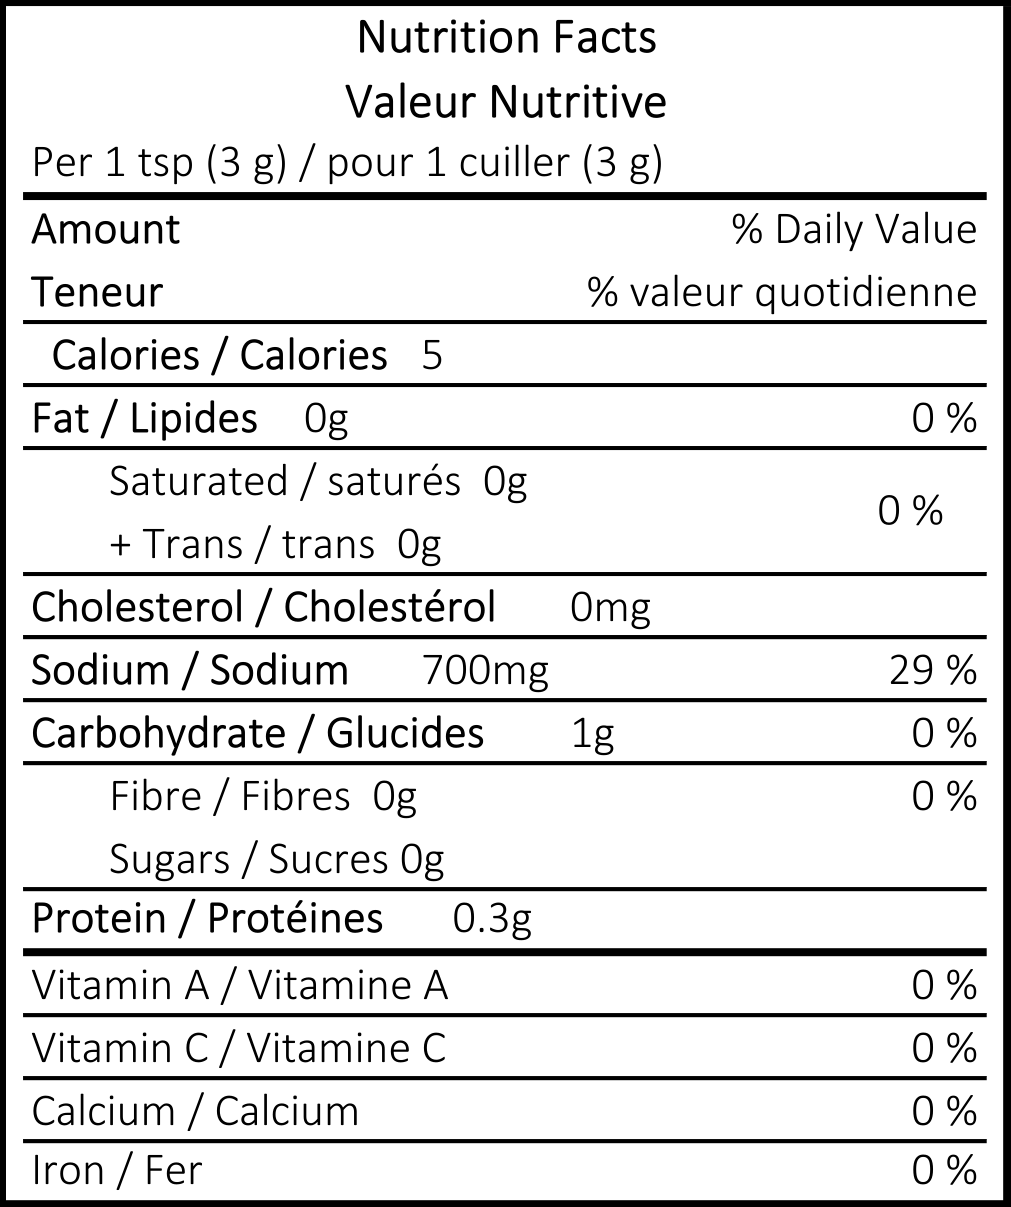 Nutrition Facts
Valeur Nutritive
Per 1 tsp (3 g) / pour 1 cuiller (3 g)
Amount % Daily Value
Teneur % valeur quotidienne
Calories / Calories 5
Fat / Lipides 0g 0 %
Saturated / saturés 0g
0 %
+ Trans / trans 0g
Cholesterol / Cholestérol 0mg
Sodium / Sodium 700mg 29 %
Carbohydrate / Glucides 1g 0 %
Fibre / Fibres 0g 0 %
Sugars / Sucres 0g
Protein / Protéines 0.3g
Vitamin A / Vitamine A 0 %
Vitamin C / Vitamine C 0 %
Calcium / Calcium 0 %
Iron / Fer 0 %